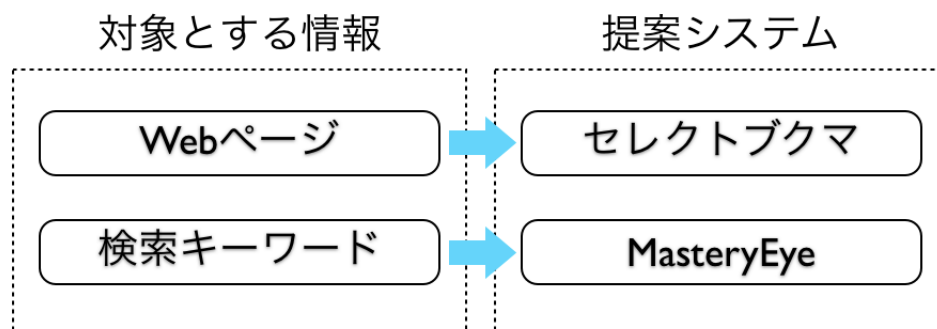 対象とする情報
提案システム
Webページ
セレクトブクマ
検索キーワード
MasteryEye